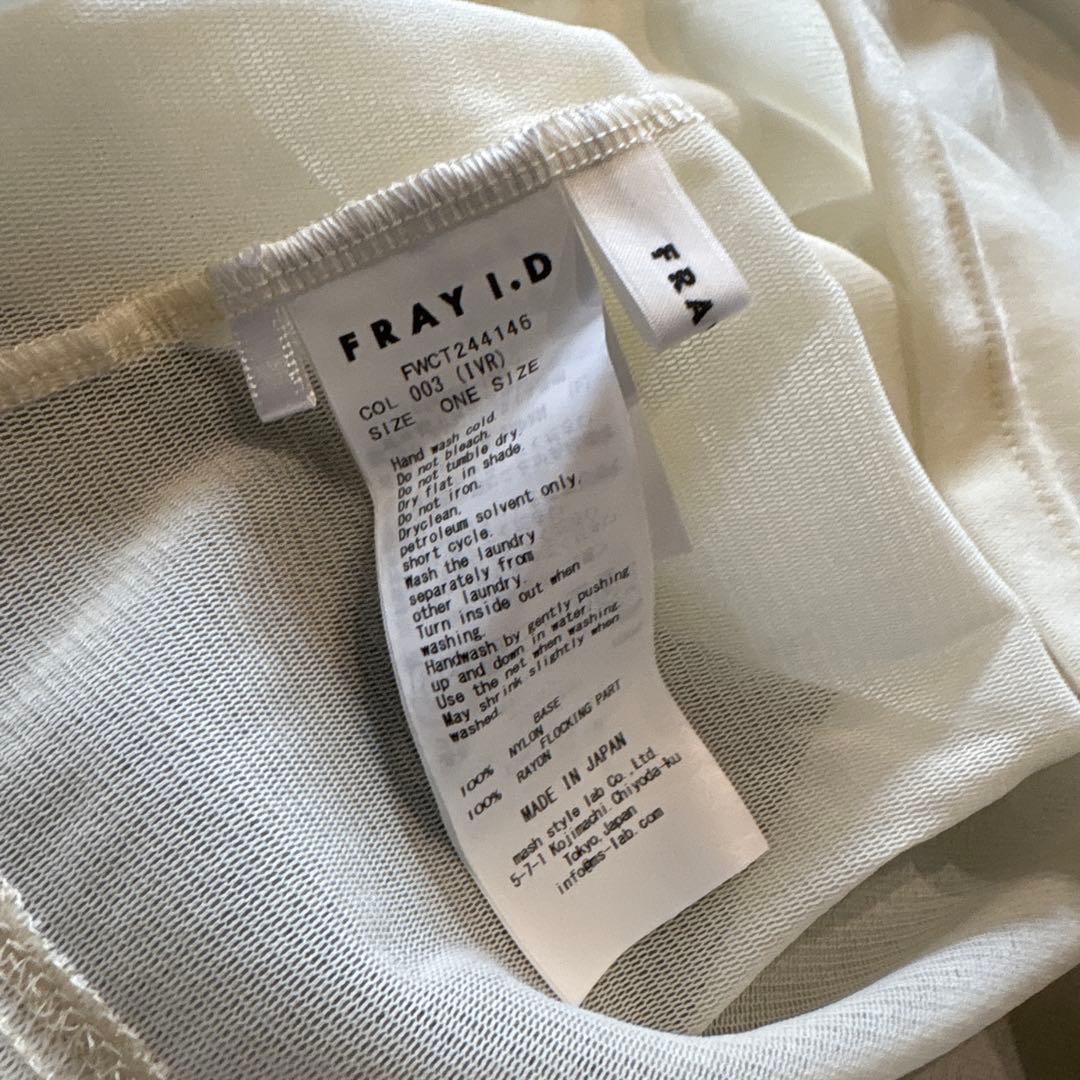 FRAY I.D
FWCT244146
COL 003 (IVR)
SIZE ONE SIZE
Hand wash cold.
Do not bleach.
Do not tumble dry.
Dry flat in shade.
Do not iron.
Dryclean,
petroleum solvent only,
short cycle.
Wash the laundry
separately from
other laundry.
Turn inside out when
washing.
Handwash by gently pushing
up and down in water.
Use the net when washing.
May shrink slightly when
washed.
BASE
100% NYLON
FLOCKING PART
100% RAYON
MADE IN JAPAN
mash style lab Co., Ltd.
5-7-1 Kojimachi.Chiyoda-ku
Tokyo.Japan
info@ms-lab.com
FRAY